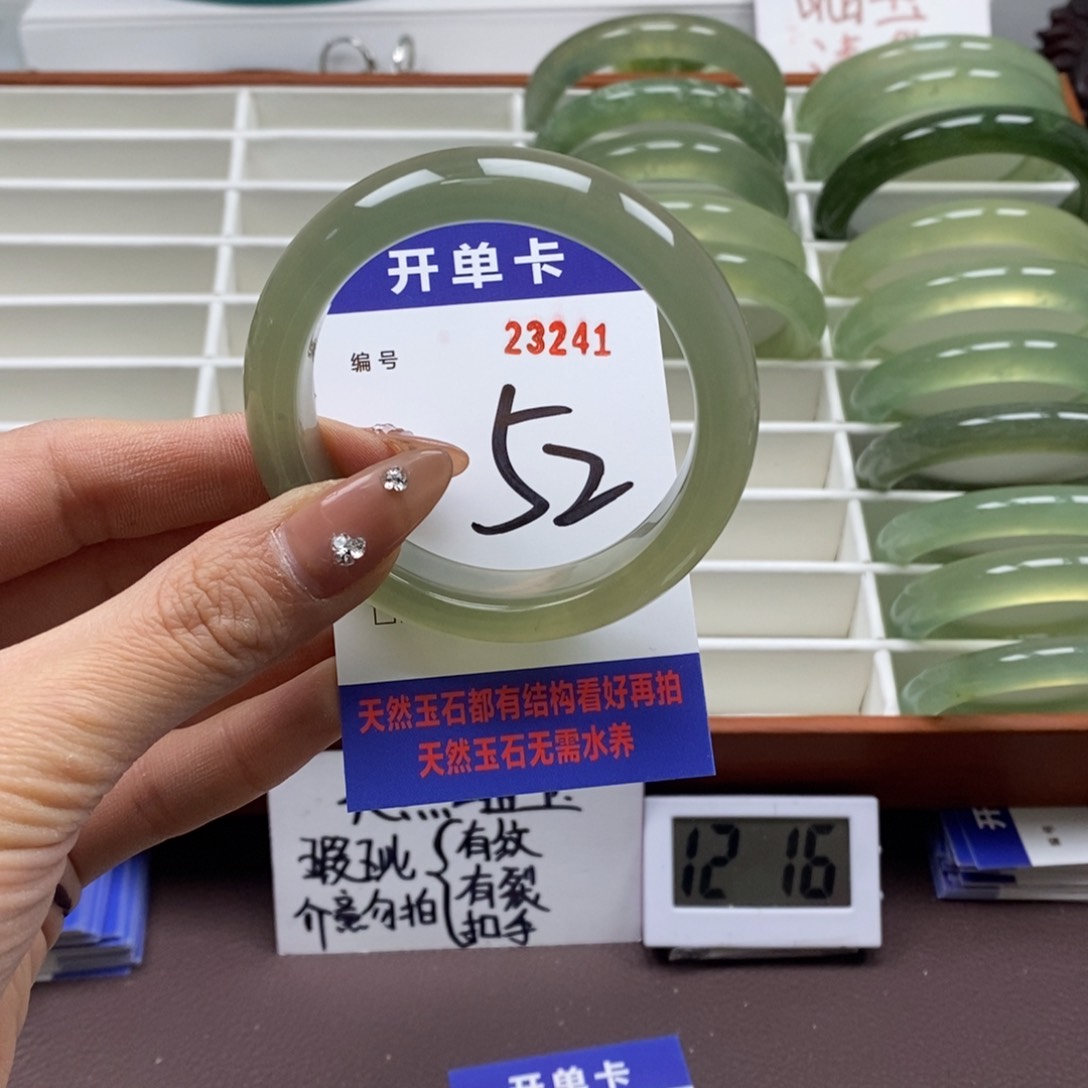 开单卡
编号
23241
52
天然玉石都有结构看好再拍
天然玉石无需水养
瑕玼
介意勿拍
有纹
有裂
扣手
12 16
开单卡